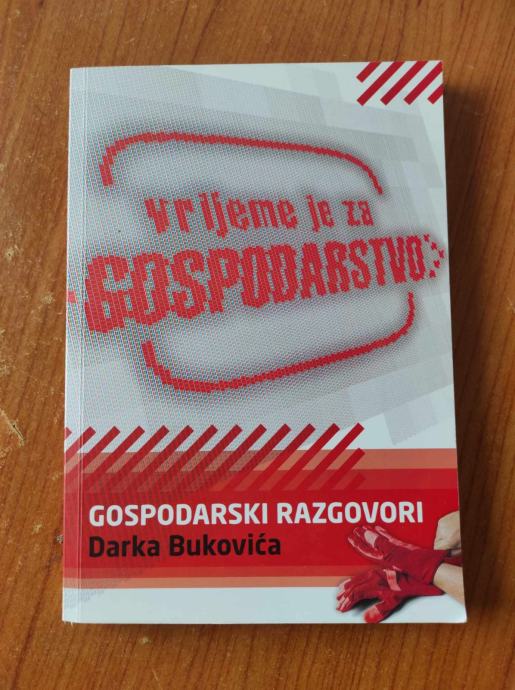 vrijeme je za
GOSPODARSTVO
GOSPODARSKI RAZGOVORI
Darka Bukovića